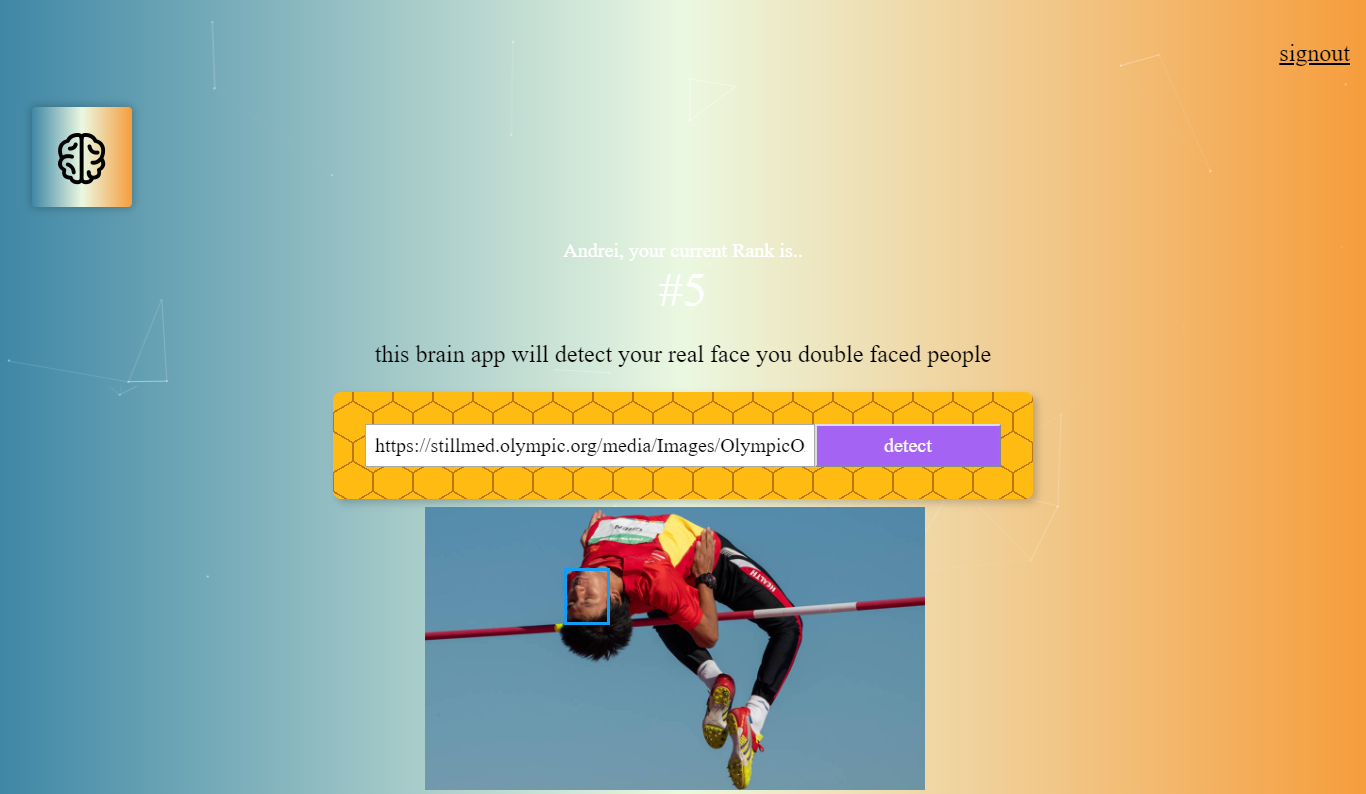 signout
Andrei, your current Rank is..
#5
this brain app will detect your real face you double faced people
https://stillmed.olympic.org/media/Images/OlympicO
detect
HEALTH